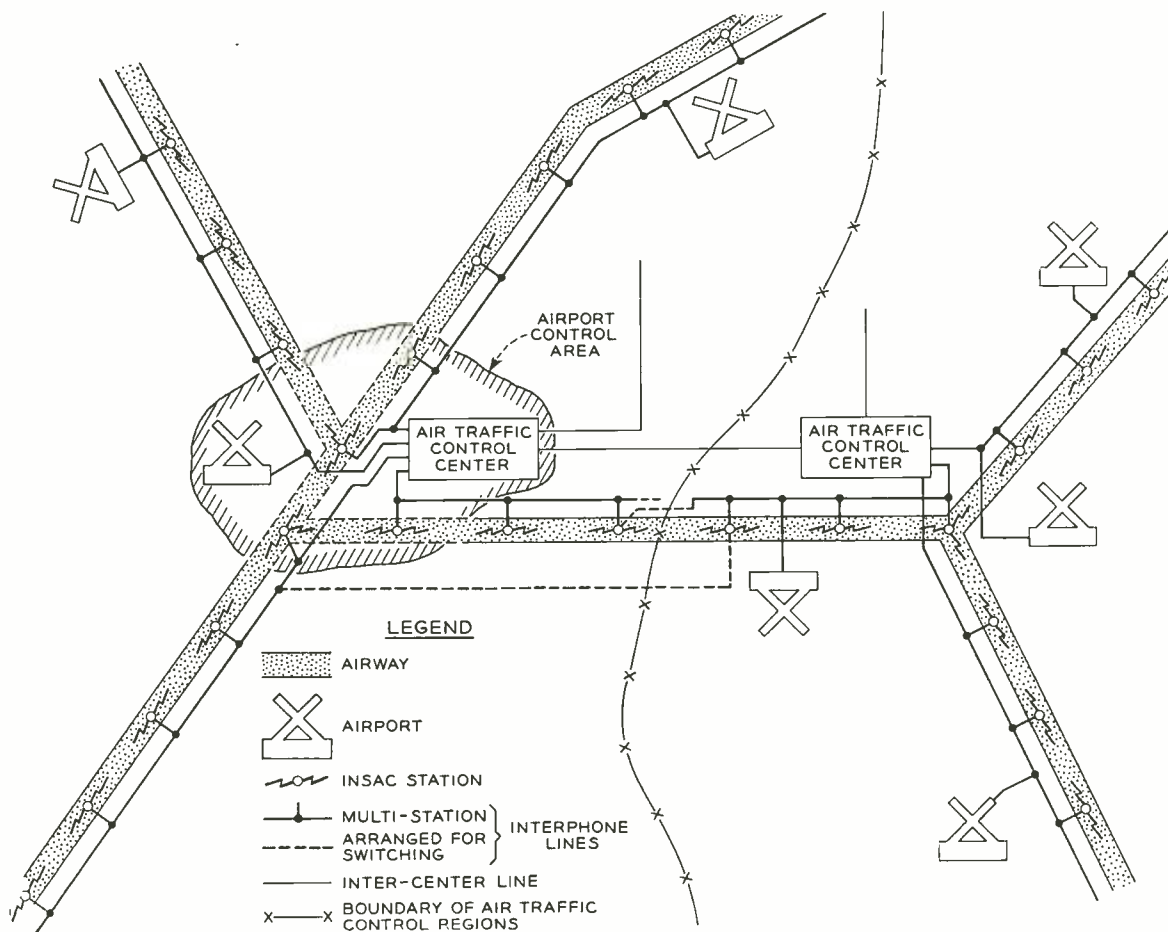 AIRPORT
CONTROL
AREA
AIR TRAFFIC
CONTROL
CENTER
AIR TRAFFIC
CONTROL
CENTER
LEGEND
AIRWAY
AIRPORT
INSAC STATION
MULTI-STATION
ARRANGED FOR
SWITCHING
INTERPHONE
LINES
INTER-CENTER LINE
BOUNDARY OF AIR TRAFFIC
CONTROL REGIONS